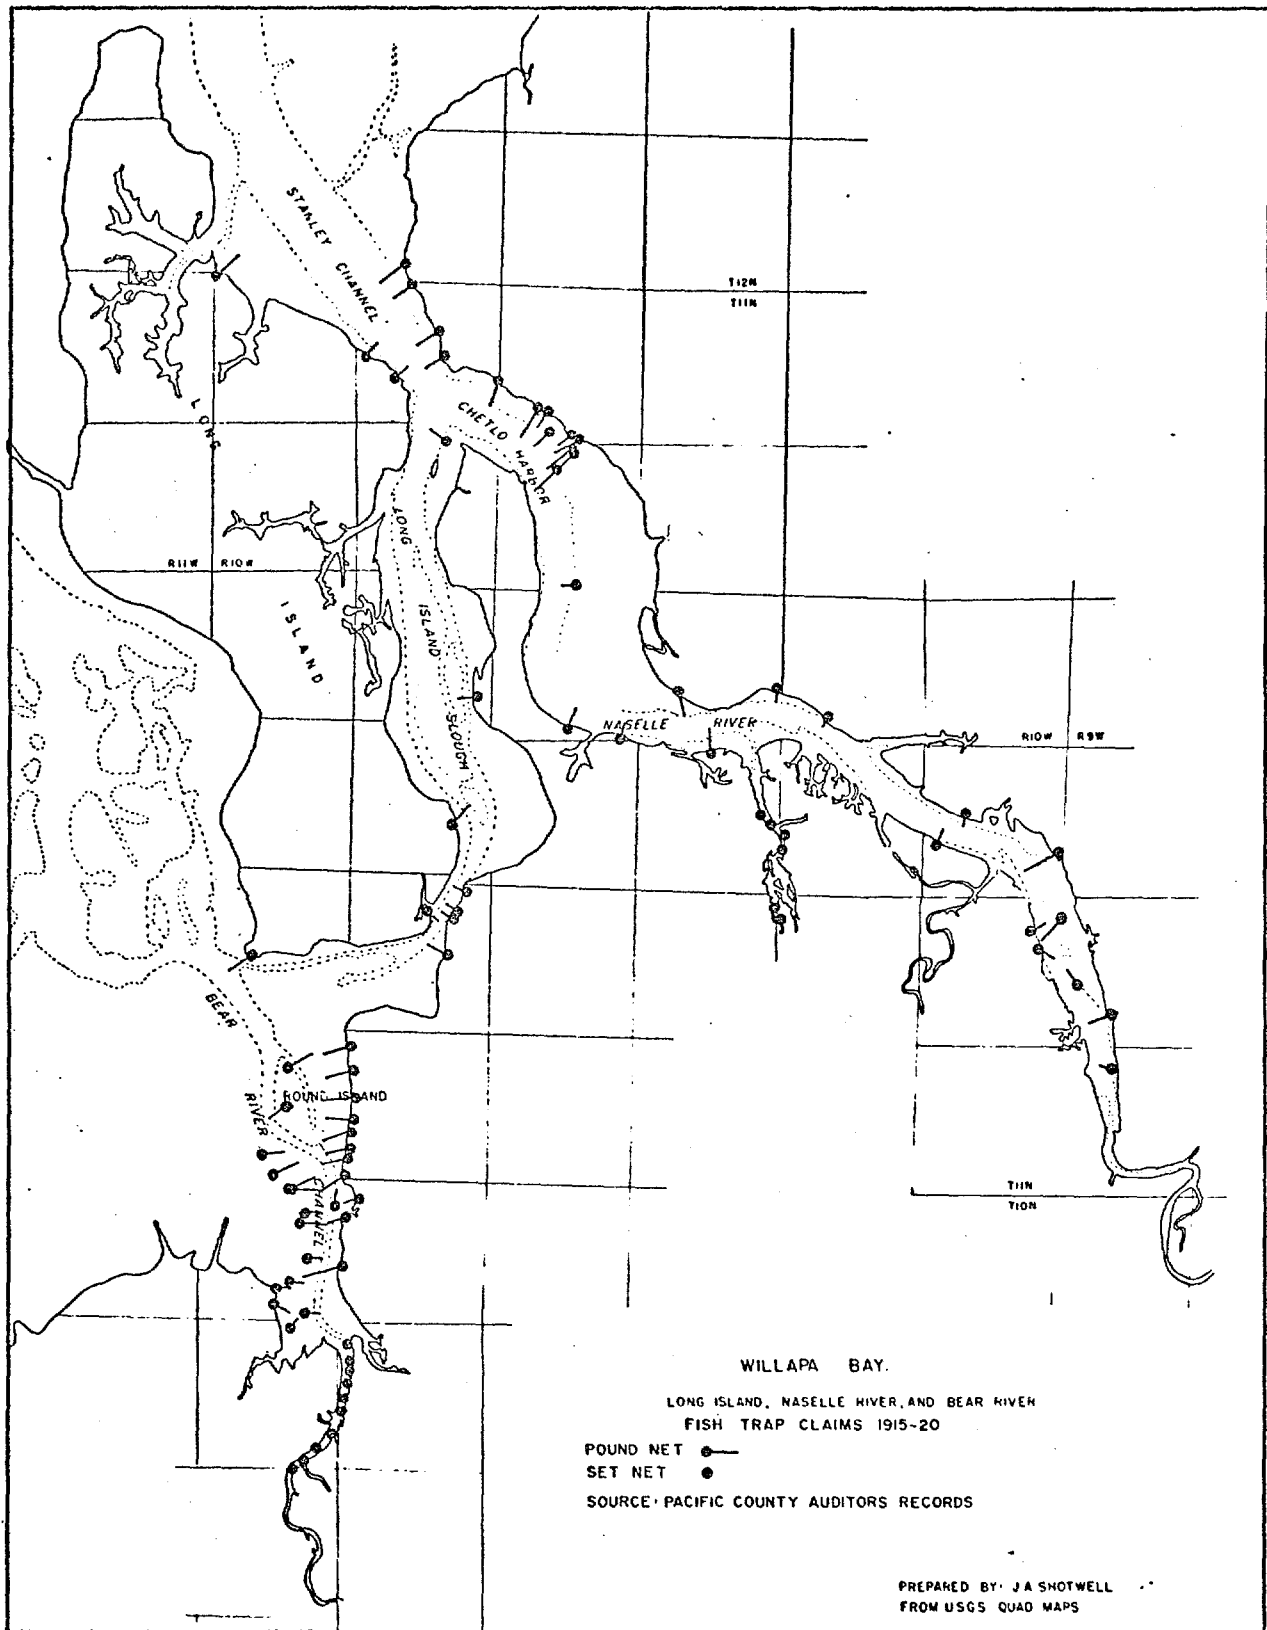 STANLEY CHANNEL
T12N
T11N
CHETLO HARBOR
LONG
ISLAND
R11W R10W
LONG ISLAND SLOUGH
NASELLE RIVER
R10W R9W
BEAR RIVER CHANNEL
ROUND ISLAND
T11N
T10N
WILLAPA BAY.
LONG ISLAND, NASELLE RIVER, AND BEAR RIVER
FISH TRAP CLAIMS 1915-20
POUND NET
SET NET
SOURCE: PACIFIC COUNTY AUDITORS RECORDS
PREPARED BY: J A SHOTWELL
FROM USGS QUAD MAPS